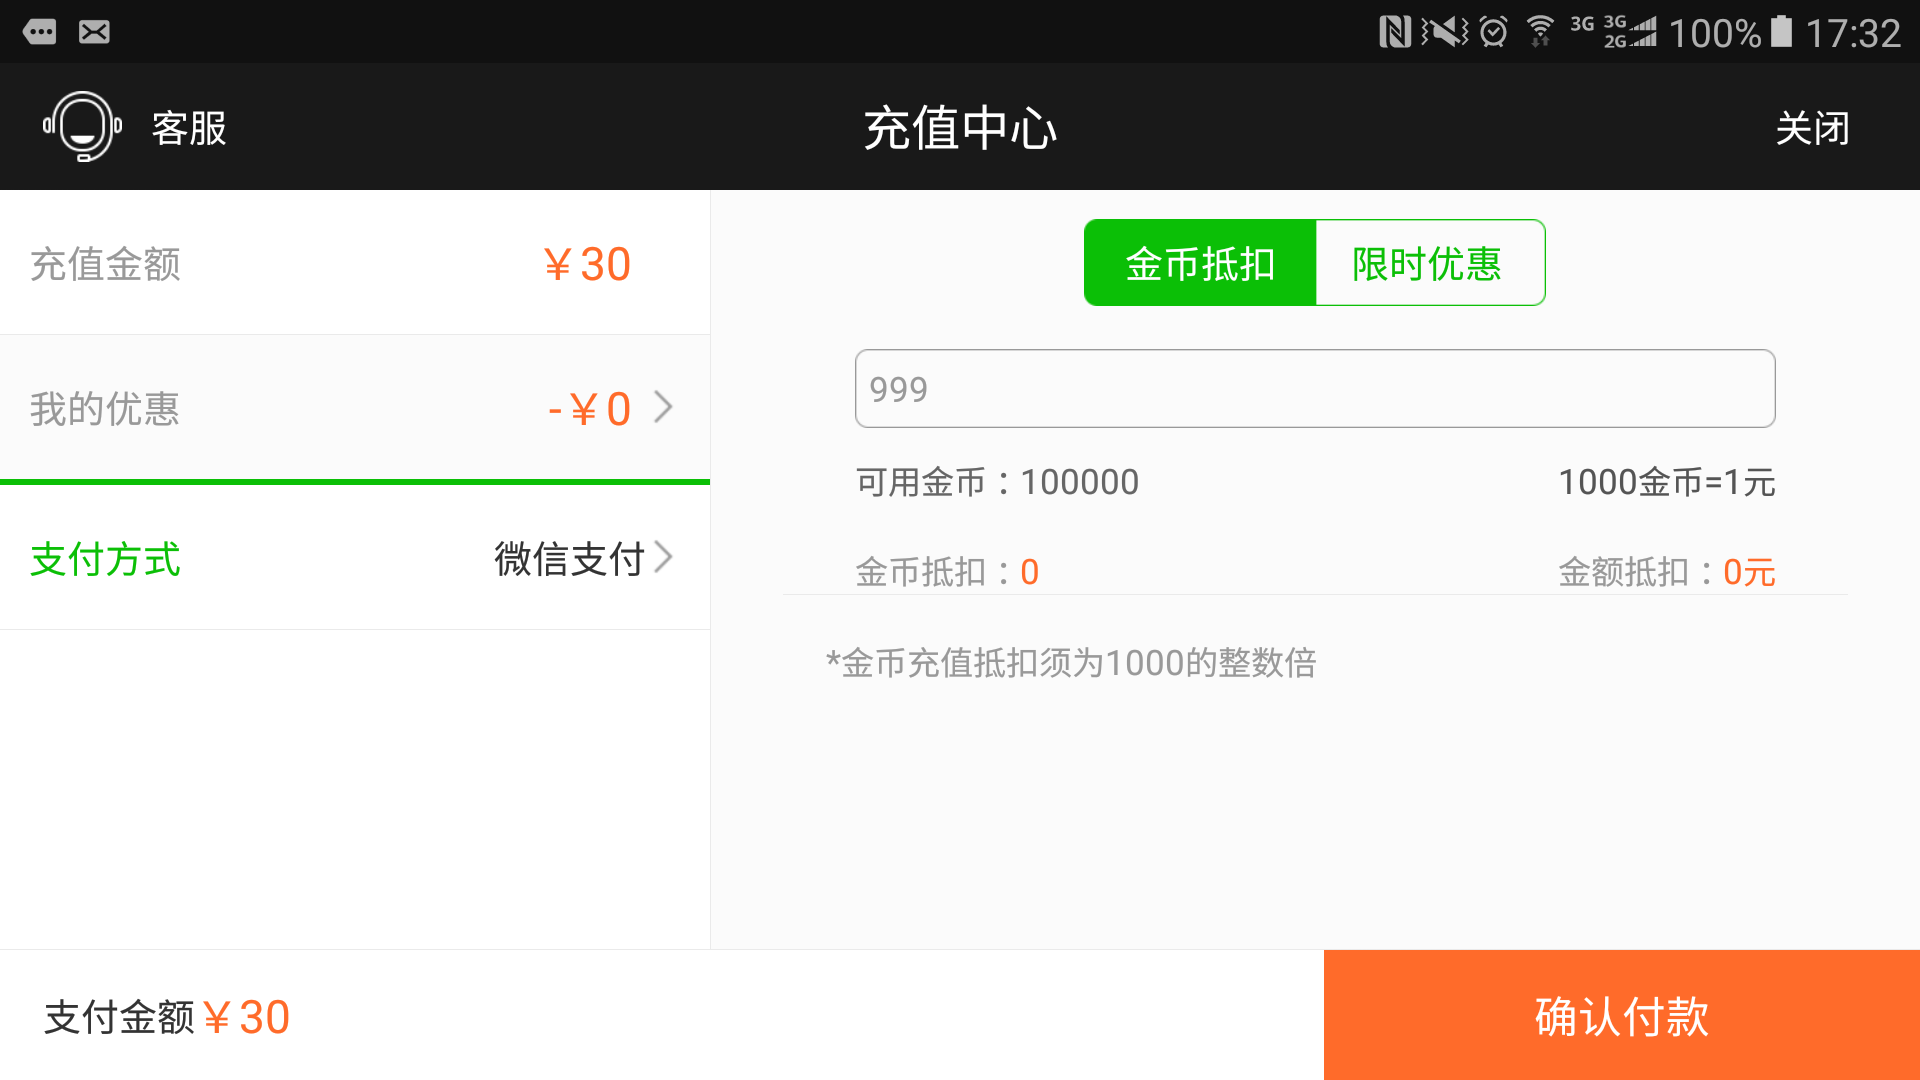 3G 3G 2G 100% 17:32
客服 充值中心 关闭
充值金额 ￥30
我的优惠 -￥0
支付方式 微信支付
金币抵扣 限时优惠
999
可用金币：100000 1000金币=1元
金币抵扣：0 金额抵扣：0元
*金币充值抵扣须为1000的整数倍
支付金额￥30 确认付款